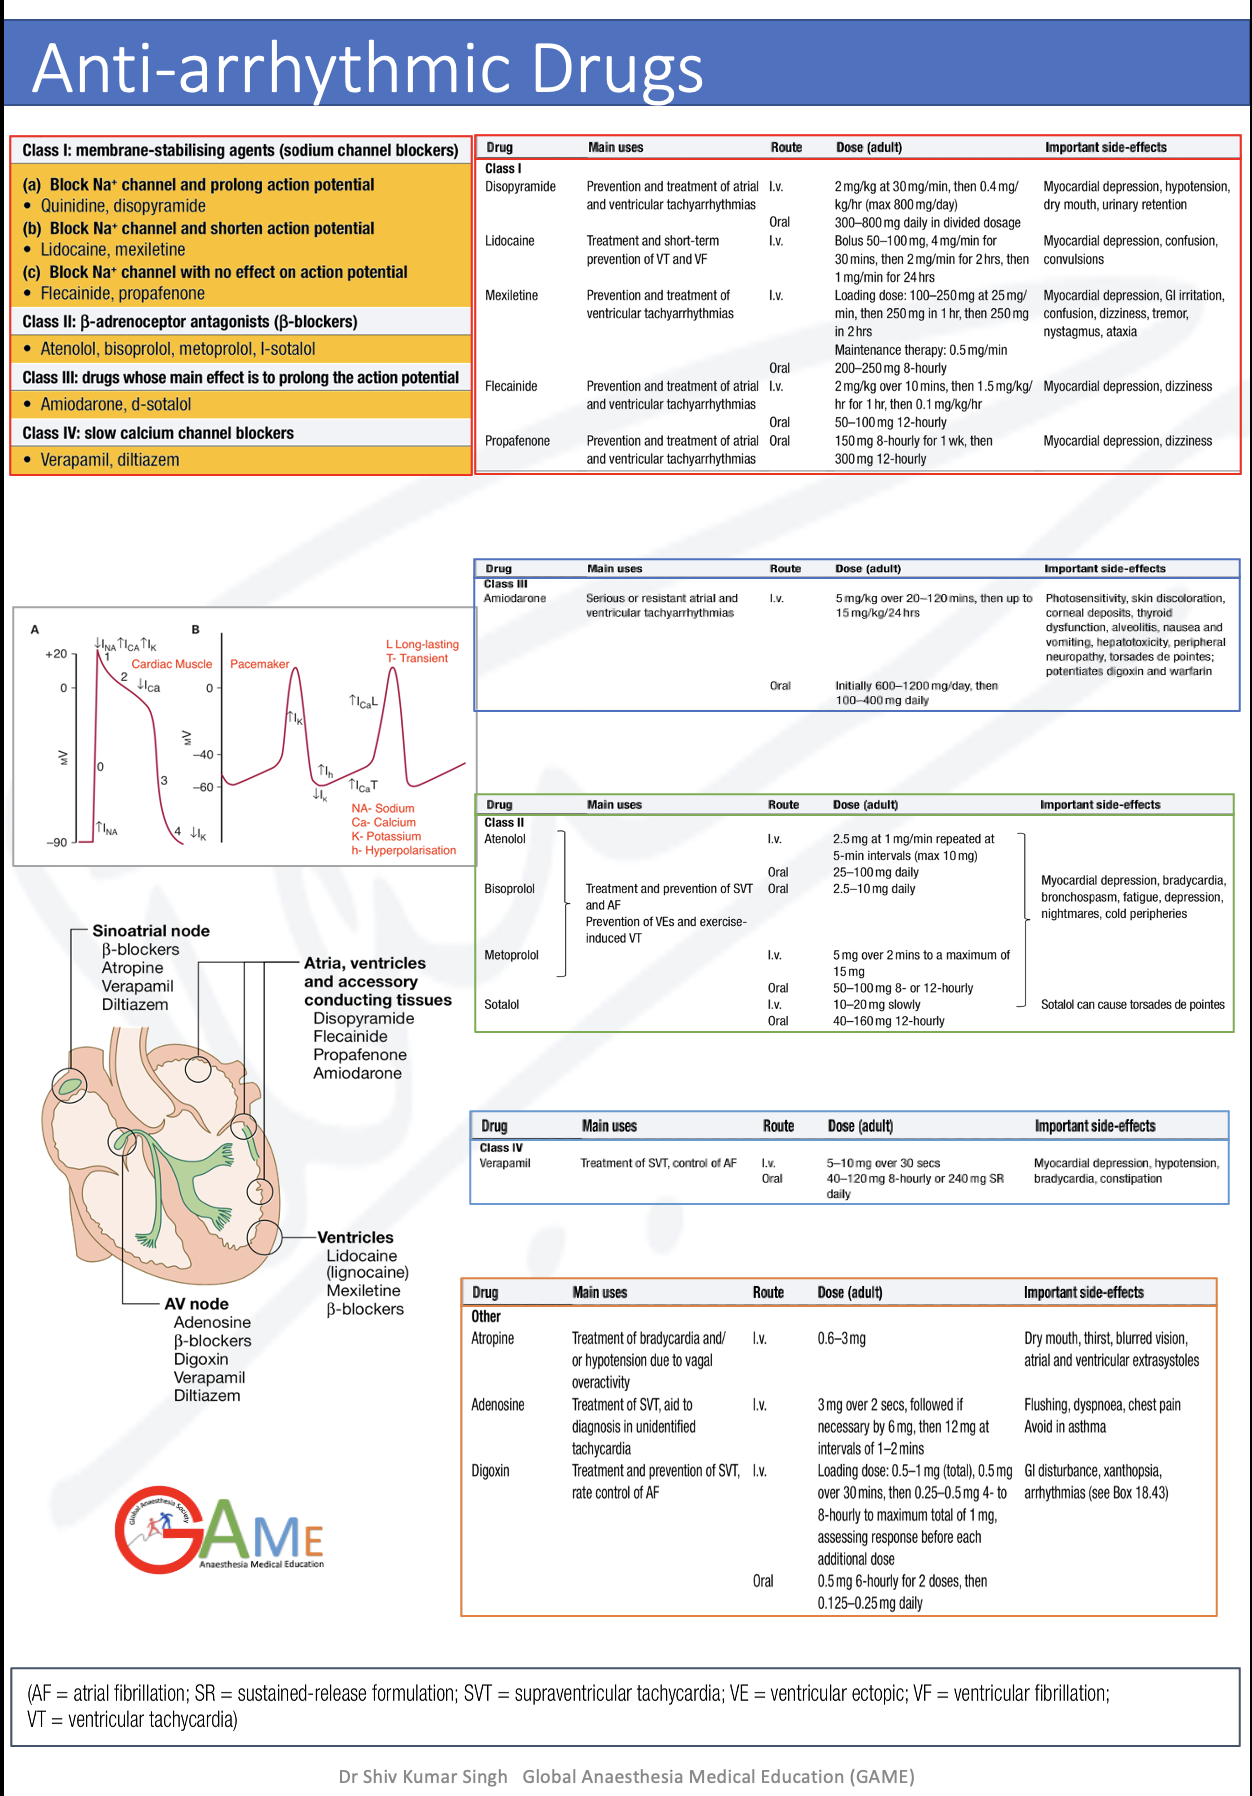 Anti-arrhythmic Drugs
Class I: membrane-stabilising agents (sodium channel blockers)
(a) Block Na⁺ channel and prolong action potential
• Quinidine, disopyramide
(b) Block Na⁺ channel and shorten action potential
• Lidocaine, mexiletine
(c) Block Na⁺ channel with no effect on action potential
• Flecainide, propafenone
Class II: β-adrenoceptor antagonists (β-blockers)
• Atenolol, bisoprolol, metoprolol, l-sotalol
Class III: drugs whose main effect is to prolong the action potential
• Amiodarone, d-sotalol
Class IV: slow calcium channel blockers
• Verapamil, diltiazem
Drug Main uses Route Dose (adult) Important side-effects
Class I
Disopyramide Prevention and treatment of atrial I.v. 2 mg/kg at 30 mg/min, then 0.4 mg/ Myocardial depression, hypotension,
and ventricular tachyarrhythmias kg/hr (max 800 mg/day) dry mouth, urinary retention
Oral 300–800 mg daily in divided dosage
Lidocaine Treatment and short-term I.v. Bolus 50–100 mg, 4 mg/min for Myocardial depression, confusion,
prevention of VT and VF 30 mins, then 2 mg/min for 2 hrs, then convulsions
1 mg/min for 24 hrs
Mexiletine Prevention and treatment of I.v. Loading dose: 100–250 mg at 25 mg/ Myocardial depression, GI irritation,
ventricular tachyarrhythmias min, then 250 mg in 1 hr, then 250 mg confusion, dizziness, tremor,
in 2 hrs nystagmus, ataxia
Maintenance therapy: 0.5 mg/min
Oral 200–250 mg 8-hourly
Flecainide Prevention and treatment of atrial I.v. 2 mg/kg over 10 mins, then 1.5 mg/kg/ Myocardial depression, dizziness
and ventricular tachyarrhythmias hr for 1 hr, then 0.1 mg/kg/hr
Oral 50–100 mg 12-hourly
Propafenone Prevention and treatment of atrial Oral 150 mg 8-hourly for 1 wk, then Myocardial depression, dizziness
and ventricular tachyarrhythmias 300 mg 12-hourly
Drug Main uses Route Dose (adult) Important side-effects
Class III
Amiodarone Serious or resistant atrial and I.v. 5 mg/kg over 20–120 mins, then up to Photosensitivity, skin discoloration,
ventricular tachyarrhythmias 15 mg/kg/24 hrs corneal deposits, thyroid
dysfunction, alveolitis, nausea and
vomiting, hepatotoxicity, peripheral
neuropathy, torsades de pointes;
potentiates digoxin and warfarin
Oral Initially 600–1200 mg/day, then
100–400 mg daily
A B
↓INA↑ICA↑IK
L Long-lasting
T- Transient
+20 1 Cardiac Muscle Pacemaker
2 ↓ICa
0 0
↑ICaL
↑IK
mV mV
–40
0 3 ↑Ih
–60 ↑ICaT
↓IK
NA- Sodium
Ca- Calcium
K- Potassium
h- Hyperpolarisation
↑INA
–90 4 ↓IK
Drug Main uses Route Dose (adult) Important side-effects
Class II
Atenolol I.v. 2.5 mg at 1 mg/min repeated at
5-min intervals (max 10 mg)
Oral 25–100 mg daily
Bisoprolol Treatment and prevention of SVT Oral 2.5–10 mg daily
and AF
Prevention of VEs and exercise-
induced VT
Myocardial depression, bradycardia,
bronchospasm, fatigue, depression,
nightmares, cold peripheries
Metoprolol I.v. 5 mg over 2 mins to a maximum of
15 mg
Oral 50–100 mg 8- or 12-hourly
Sotalol I.v. 10–20 mg slowly Sotalol can cause torsades de pointes
Oral 40–160 mg 12-hourly
Sinoatrial node
β-blockers
Atropine
Verapamil
Diltiazem
Atria, ventricles
and accessory
conducting tissues
Disopyramide
Flecainide
Propafenone
Amiodarone
Ventricles
Lidocaine
(lignocaine)
Mexiletine
β-blockers
AV node
Adenosine
β-blockers
Digoxin
Verapamil
Diltiazem
Drug Main uses Route Dose (adult) Important side-effects
Class IV
Verapamil Treatment of SVT, control of AF I.v. 5–10 mg over 30 secs Myocardial depression, hypotension,
Oral 40–120 mg 8-hourly or 240 mg SR bradycardia, constipation
daily
Drug Main uses Route Dose (adult) Important side-effects
Other
Atropine Treatment of bradycardia and/ I.v. 0.6–3 mg Dry mouth, thirst, blurred vision,
or hypotension due to vagal atrial and ventricular extrasystoles
overactivity
Adenosine Treatment of SVT, aid to I.v. 3 mg over 2 secs, followed if Flushing, dyspnoea, chest pain
diagnosis in unidentified necessary by 6 mg, then 12 mg at Avoid in asthma
tachycardia intervals of 1–2 mins
Digoxin Treatment and prevention of SVT, I.v. Loading dose: 0.5–1 mg (total), 0.5 mg GI disturbance, xanthopsia,
rate control of AF over 30 mins, then 0.25–0.5 mg 4- to arrhythmias (see Box 18.43)
8-hourly to maximum total of 1 mg,
assessing response before each
additional dose
Oral 0.5 mg 6-hourly for 2 doses, then
0.125–0.25 mg daily
Global Anaesthesia Society
GAME
Anaesthesia Medical Education
(AF = atrial fibrillation; SR = sustained-release formulation; SVT = supraventricular tachycardia; VE = ventricular ectopic; VF = ventricular fibrillation;
VT = ventricular tachycardia)
Dr Shiv Kumar Singh Global Anaesthesia Medical Education (GAME)